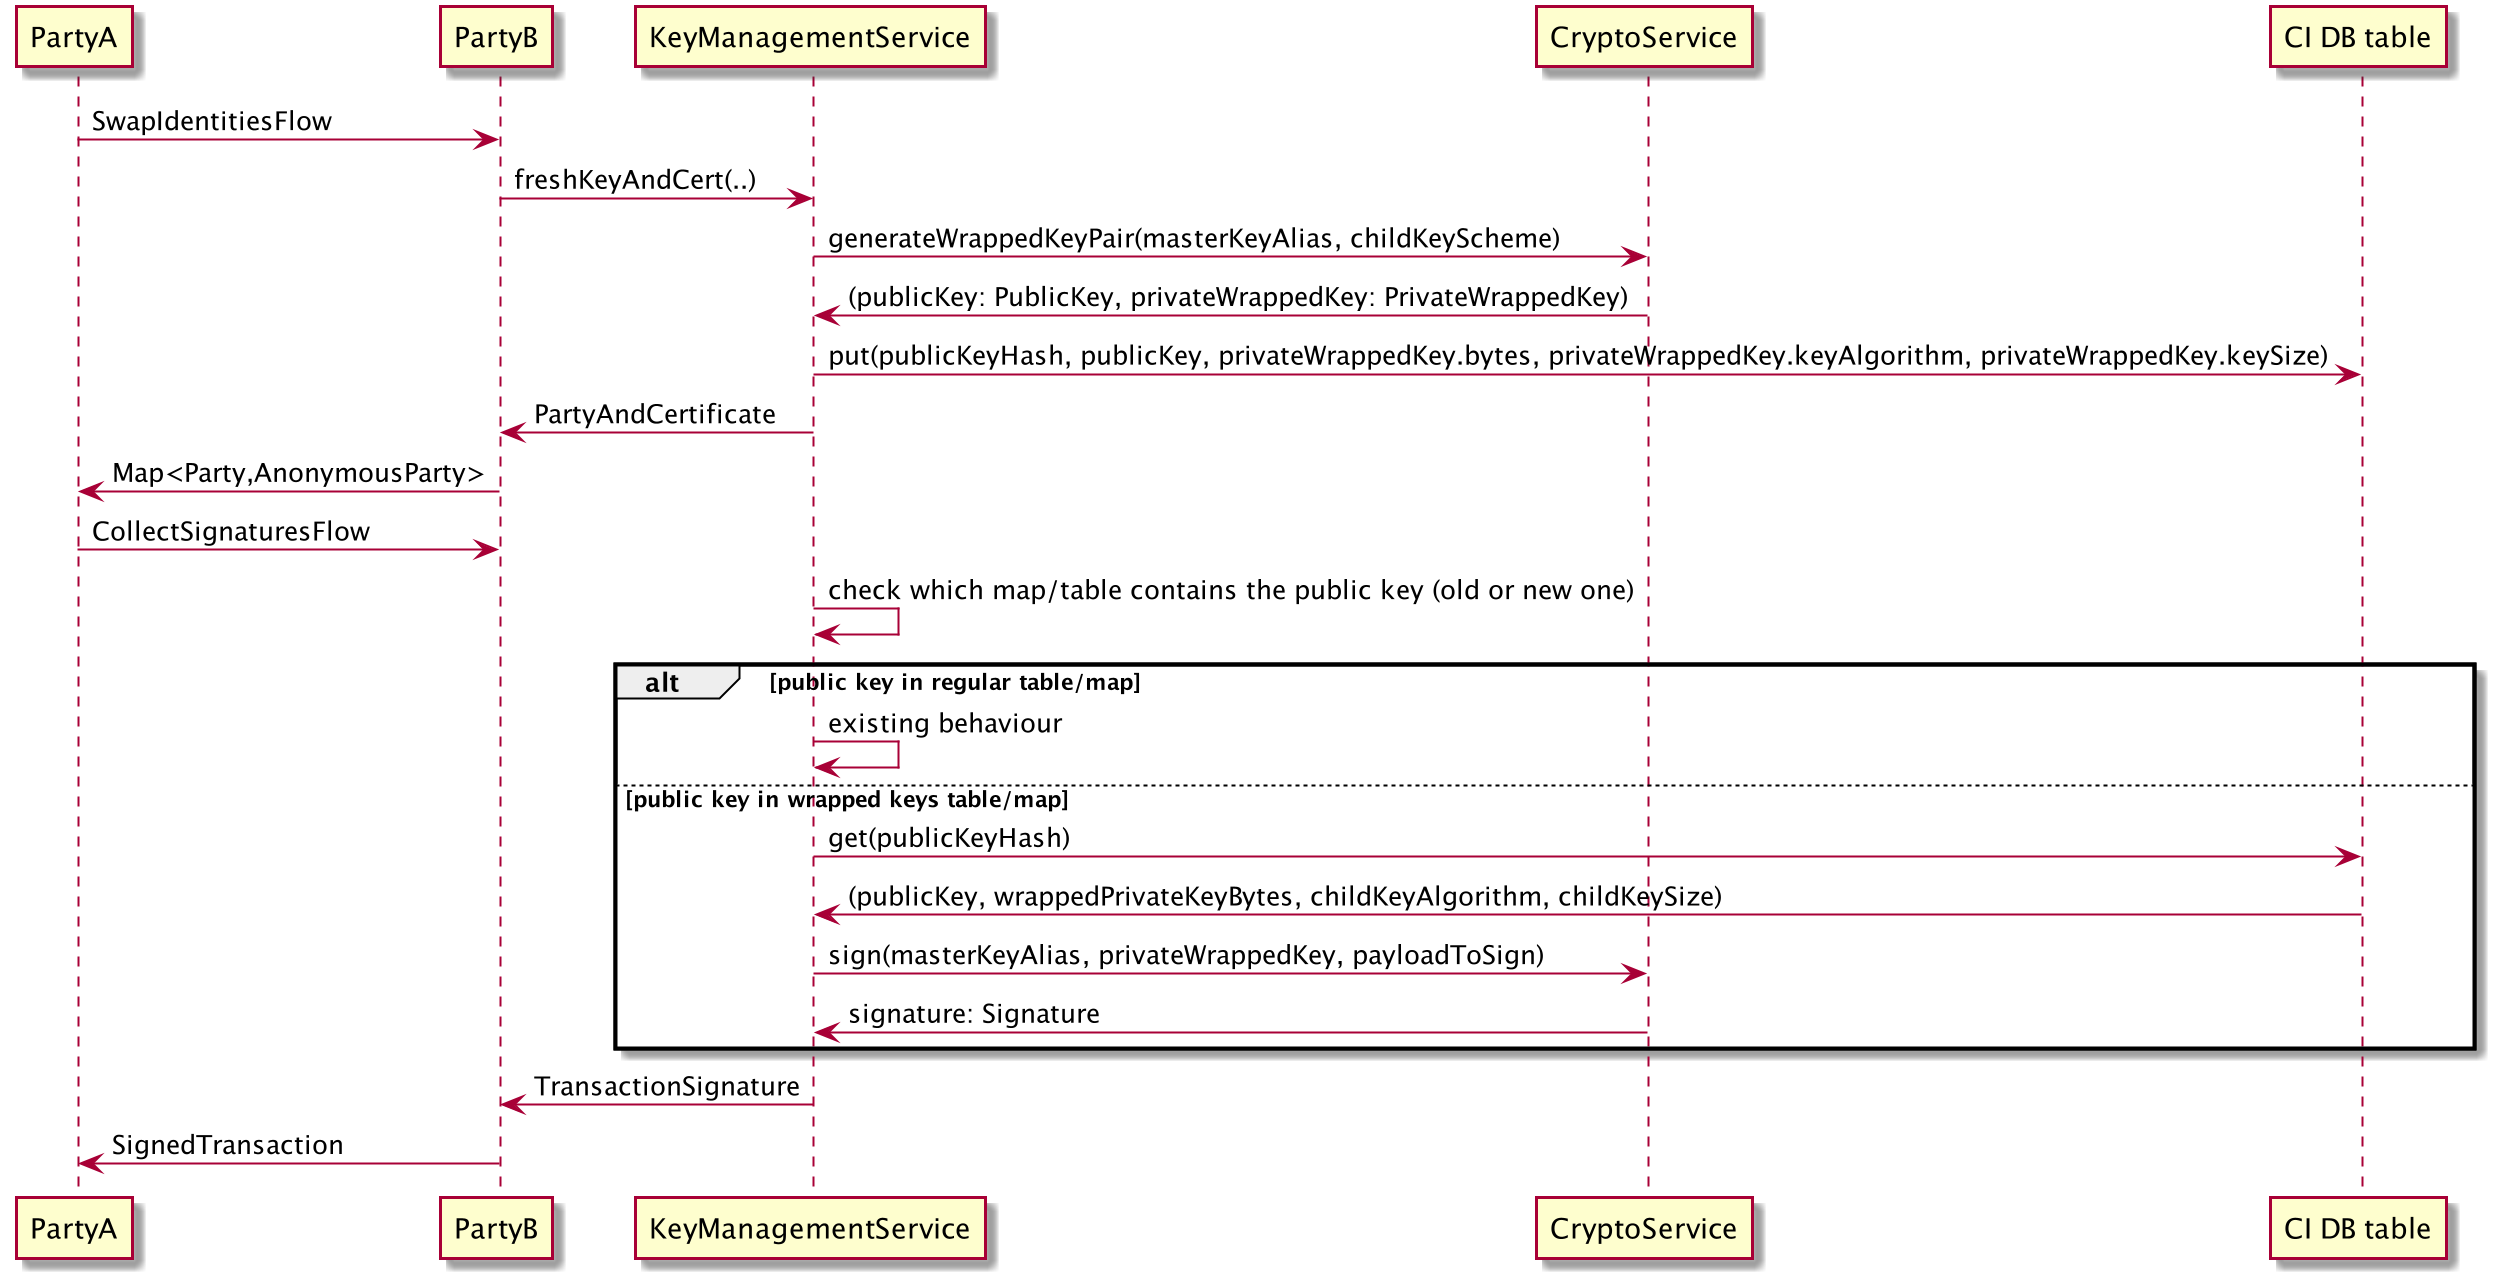 PartyA
PartyB
KeyManagementService
CryptoService
CI DB table
SwapIdentitiesFlow
freshKeyAndCert(..)
generateWrappedKeyPair(masterKeyAlias, childKeyScheme)
(publicKey: PublicKey, privateWrappedKey: PrivateWrappedKey)
put(publicKeyHash, publicKey, privateWrappedKey.bytes, privateWrappedKey.keyAlgorithm, privateWrappedKey.keySize)
PartyAndCertificate
Map<Party,AnonymousParty>
CollectSignaturesFlow
check which map/table contains the public key (old or new one)
alt
[public key in regular table/map]
existing behaviour
[public key in wrapped keys table/map]
get(publicKeyHash)
(publicKey, wrappedPrivateKeyBytes, childKeyAlgorithm, childKeySize)
sign(masterKeyAlias, privateWrappedKey, payloadToSign)
signature: Signature
TransactionSignature
SignedTransaction
PartyA
PartyB
KeyManagementService
CryptoService
CI DB table